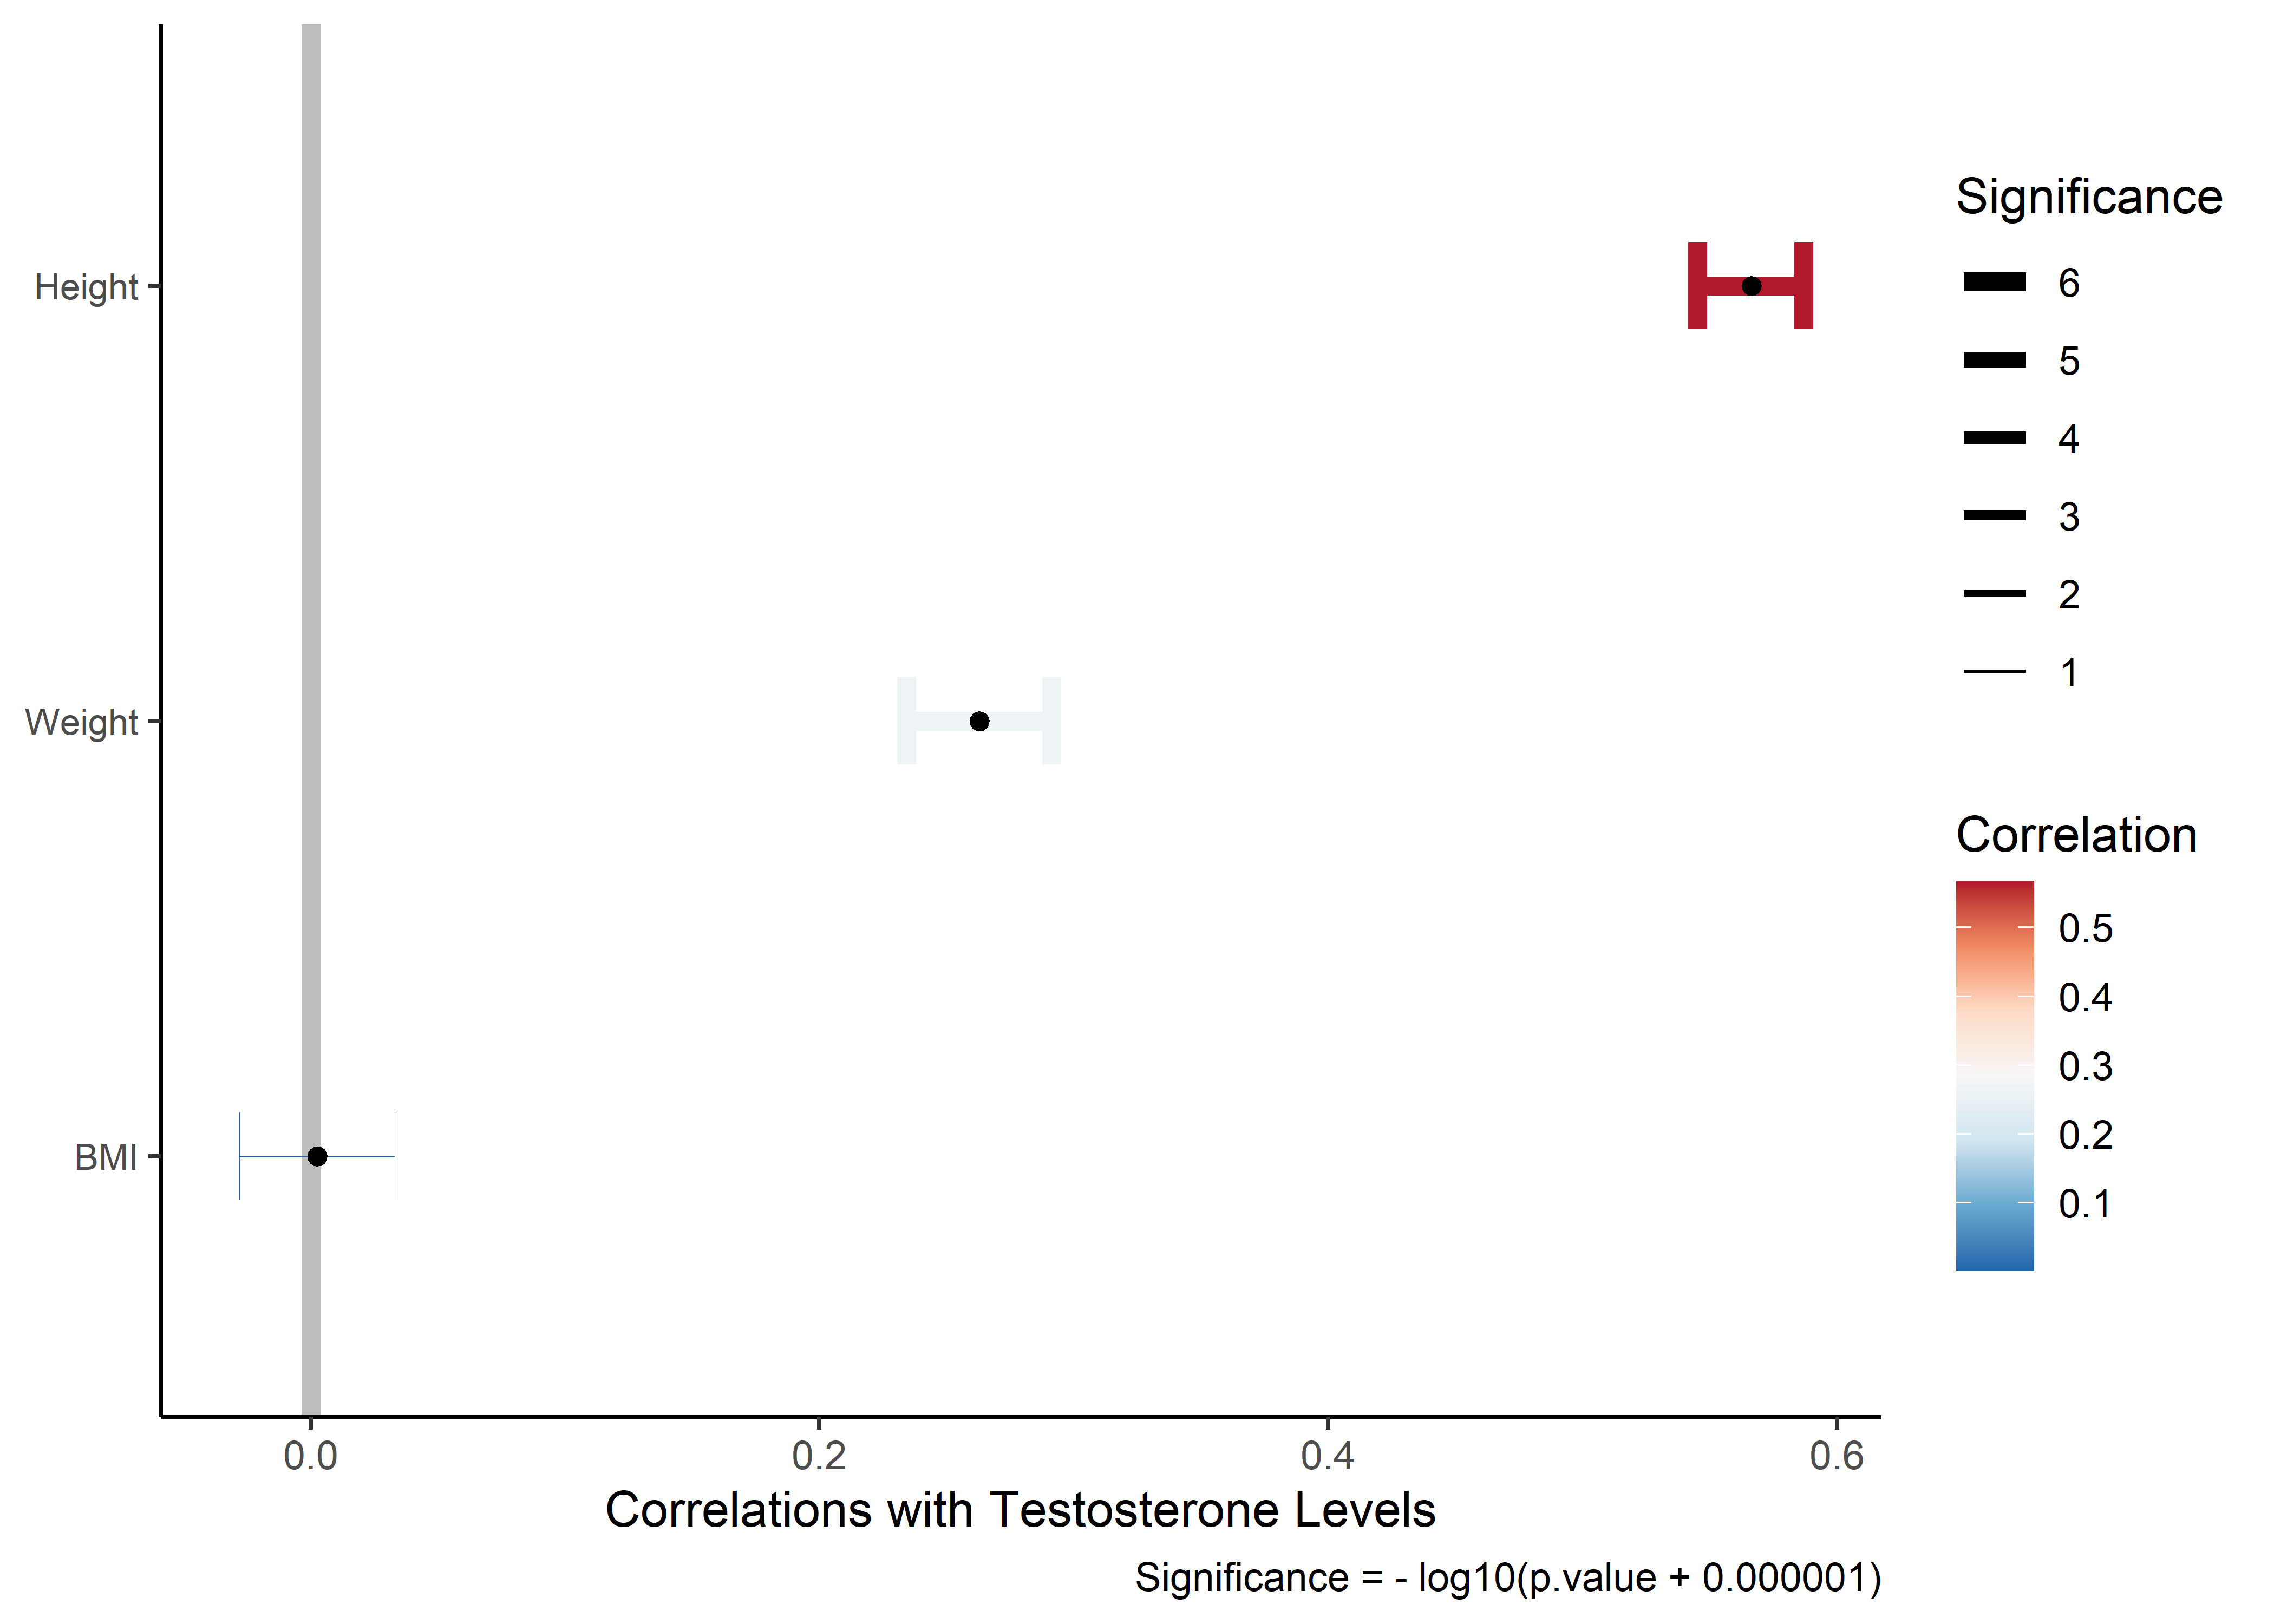 Height
Weight
BMI
0.0 0.2 0.4 0.6
Correlations with Testosterone Levels
Significance = - log10(p.value + 0.000001)
Significance
6
5
4
3
2
1
Correlation
0.5
0.4
0.3
0.2
0.1